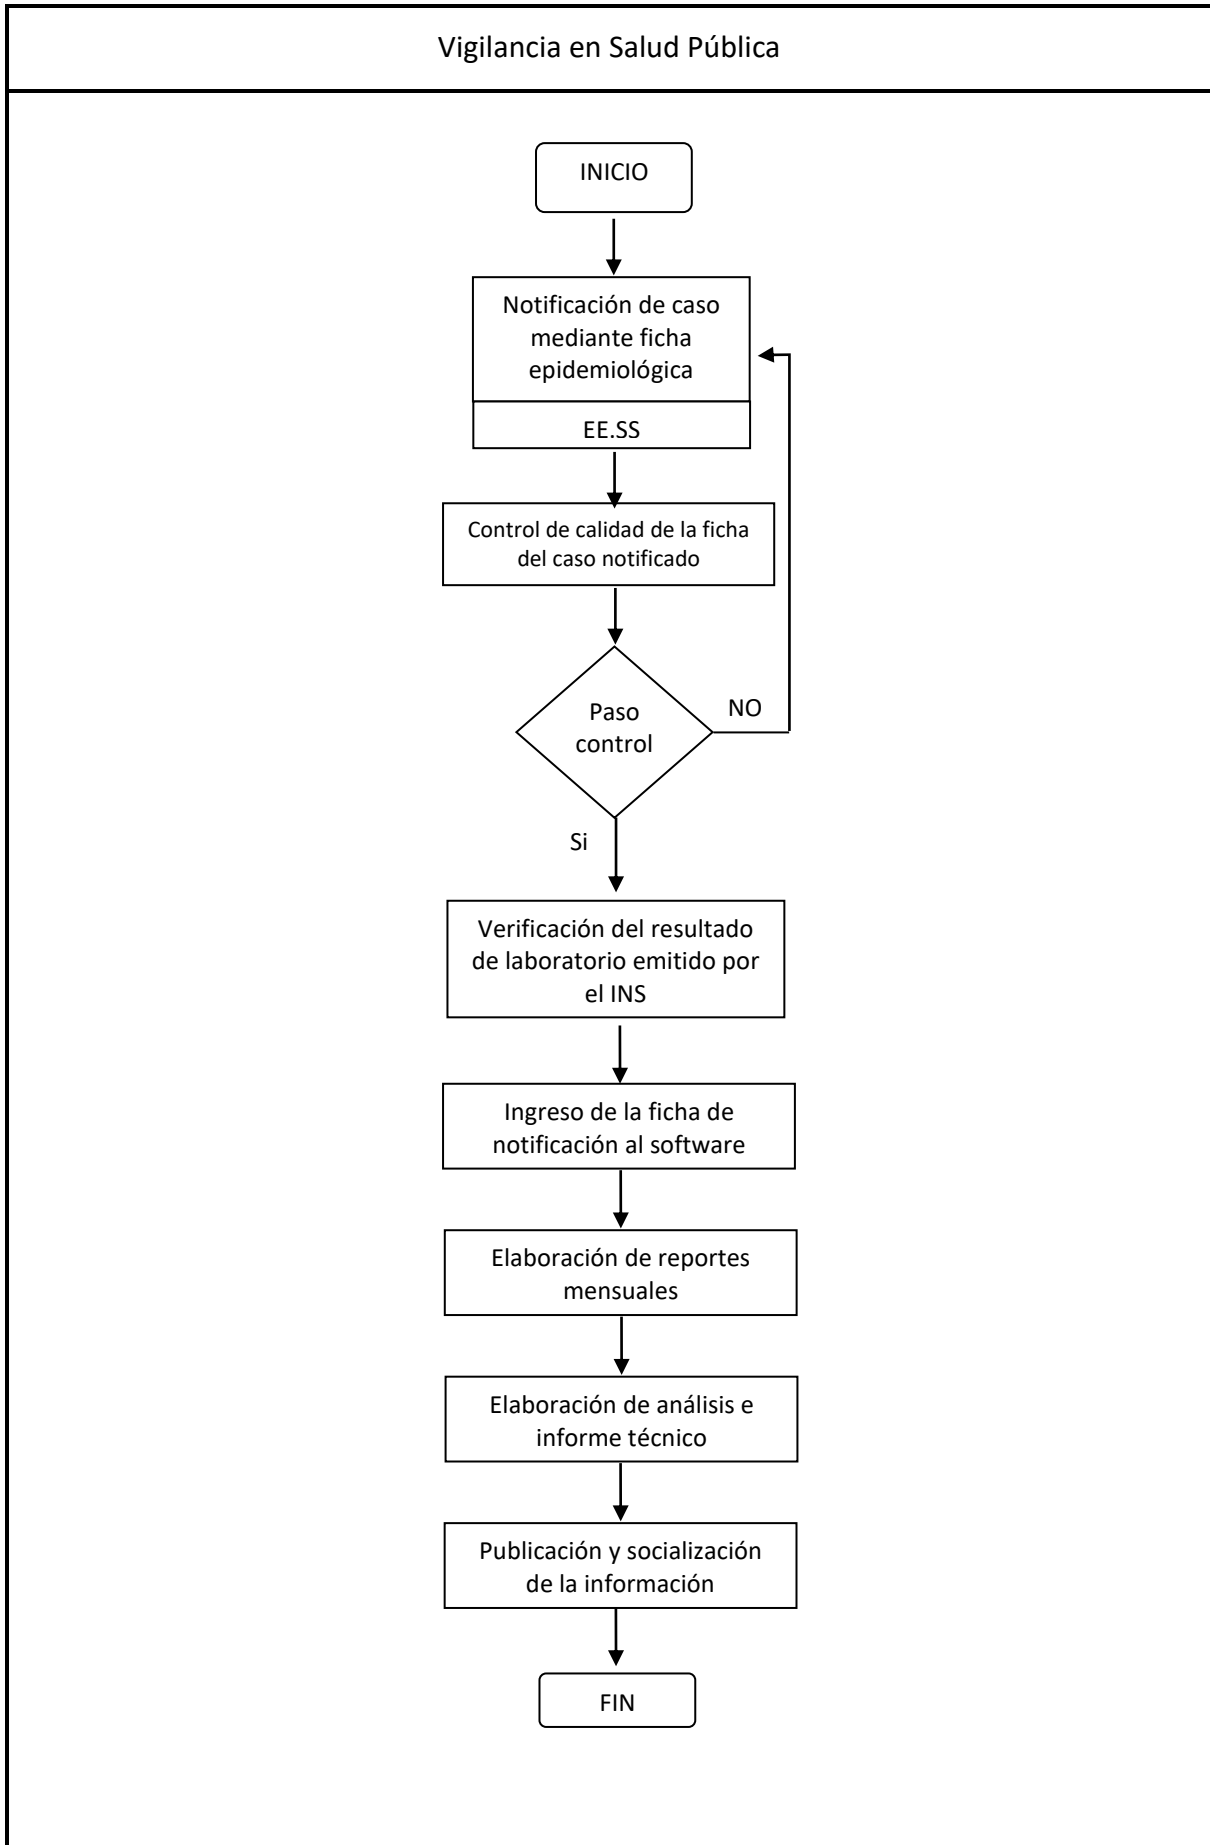 Vigilancia en Salud Pública
INICIO
Notificación de caso
mediante ficha
epidemiológica
EE.SS
Control de calidad de la ficha
del caso notificado
Paso
control
NO
Si
Verificación del resultado
de laboratorio emitido por
el INS
Ingreso de la ficha de
notificación al software
Elaboración de reportes
mensuales
Elaboración de análisis e
informe técnico
Publicación y socialización
de la información
FIN